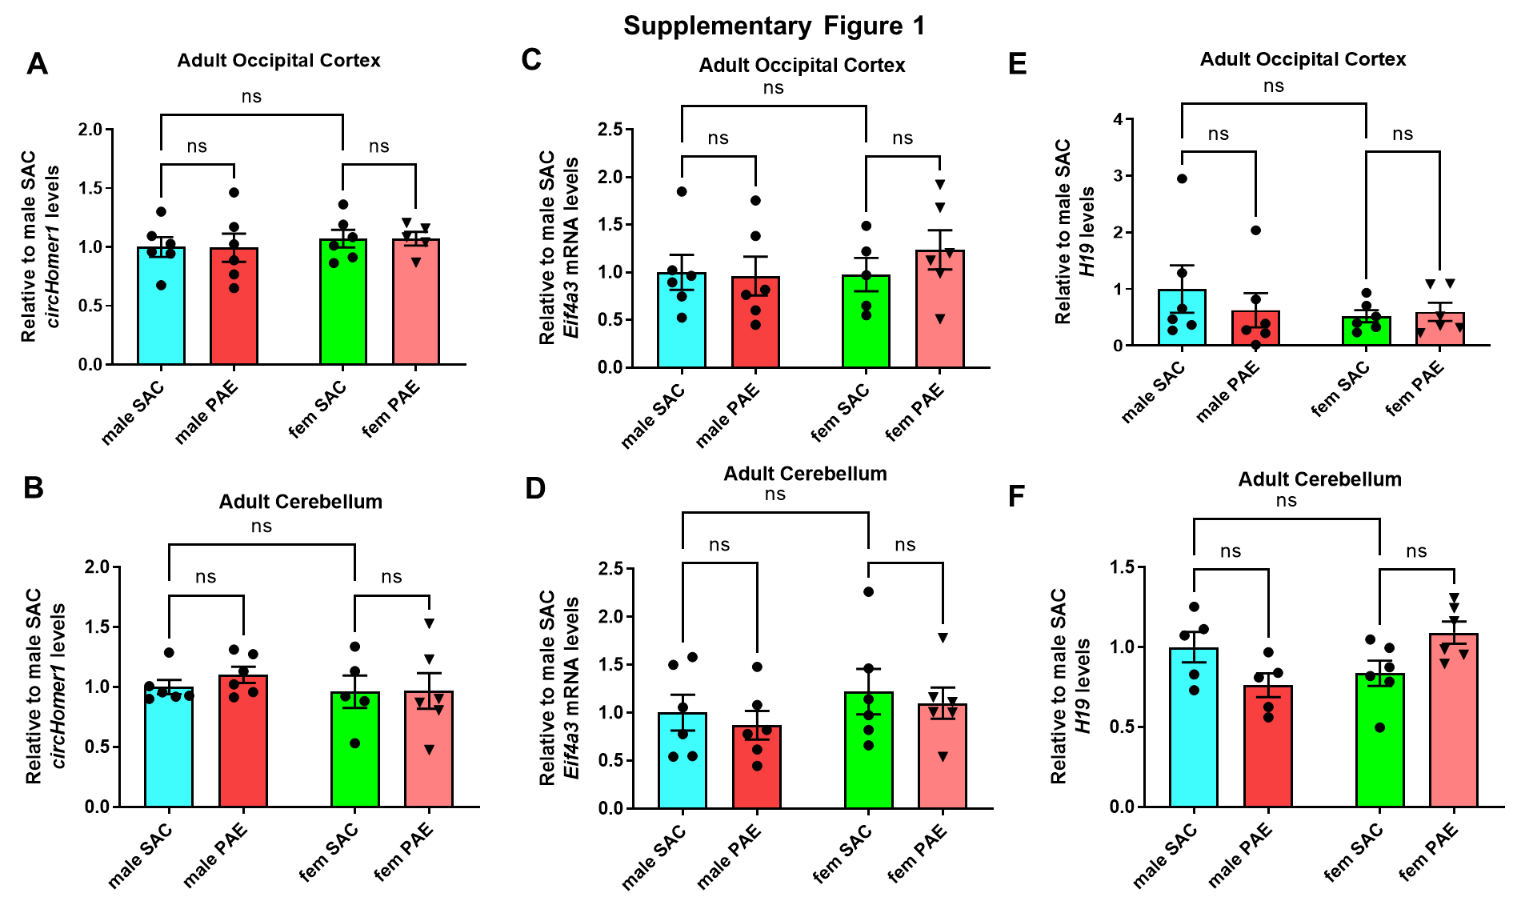 Supplementary Figure 1
A
Adult Occipital Cortex
ns
ns
ns
Relative to male SAC
circHomer1 levels
2.0
1.5
1.0
0.5
0.0
male SAC
male PAE
fem SAC
fem PAE
C
Adult Occipital Cortex
ns
ns
ns
Relative to male SAC
Eif4a3 mRNA levels
2.5
2.0
1.5
1.0
0.5
0.0
male SAC
male PAE
fem SAC
fem PAE
E
Adult Occipital Cortex
ns
ns
ns
Relative to male SAC
H19 levels
4
3
2
1
0
male SAC
male PAE
fem SAC
fem PAE
B
Adult Cerebellum
ns
ns
ns
Relative to male SAC
circHomer1 levels
2.0
1.5
1.0
0.5
0.0
male SAC
male PAE
fem SAC
fem PAE
D
Adult Cerebellum
ns
ns
ns
Relative to male SAC
Eif4a3 mRNA levels
2.5
2.0
1.5
1.0
0.5
0.0
male SAC
male PAE
fem SAC
fem PAE
F
Adult Cerebellum
ns
ns
ns
Relative to male SAC
H19 levels
1.5
1.0
0.5
0.0
male SAC
male PAE
fem SAC
fem PAE